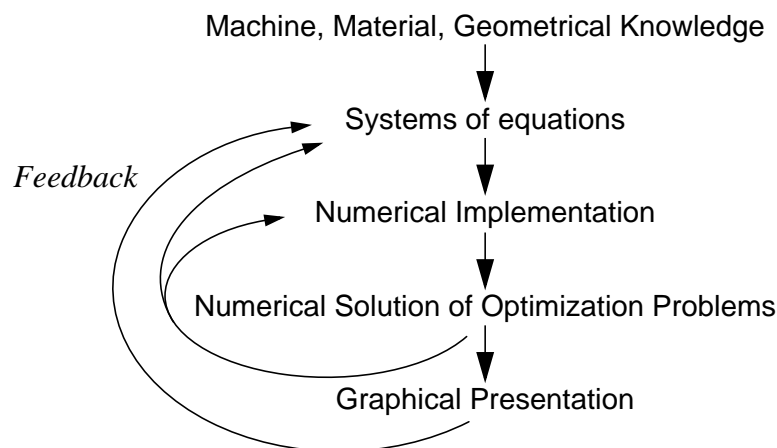 Machine, Material, Geometrical Knowledge
Systems of equations
Feedback
Numerical Implementation
Numerical Solution of Optimization Problems
Graphical Presentation